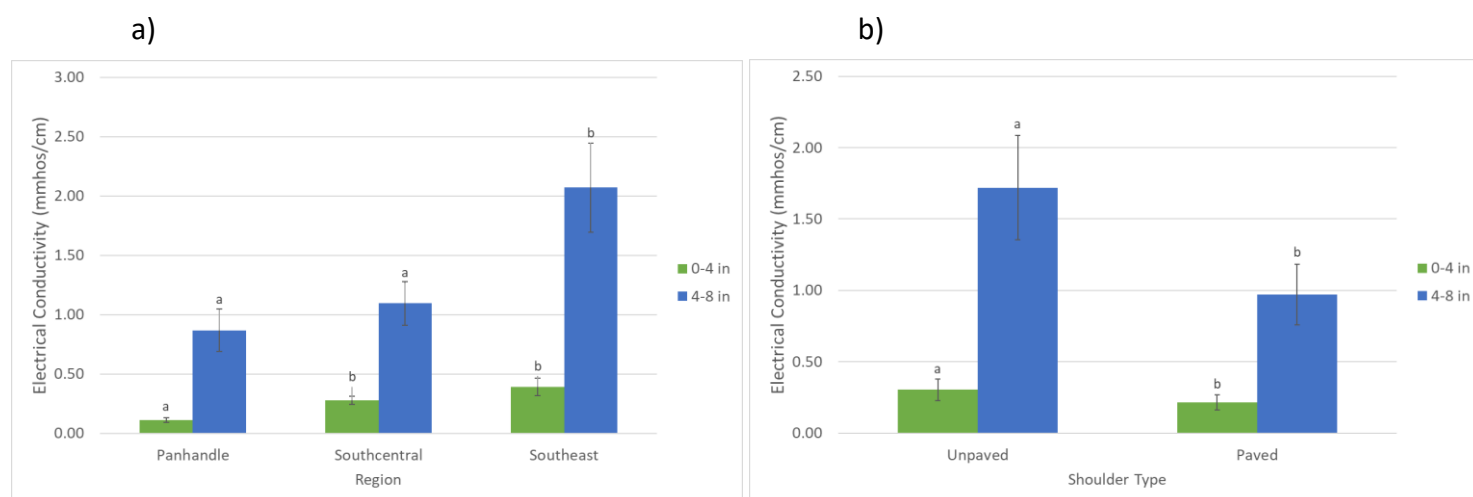 a)
3.00
2.50
2.00
1.50
1.00
0.50
0.00
Electrical Conductivity (mmhos/cm)
a
a
b
b
b
a
Panhandle
Southcentral
Southeast
Region
0-4 in
4-8 in
b)
2.50
2.00
1.50
1.00
0.50
0.00
Electrical Conductivity (mmhos/cm)
a
a
b
b
Unpaved
Paved
Shoulder Type
0-4 in
4-8 in